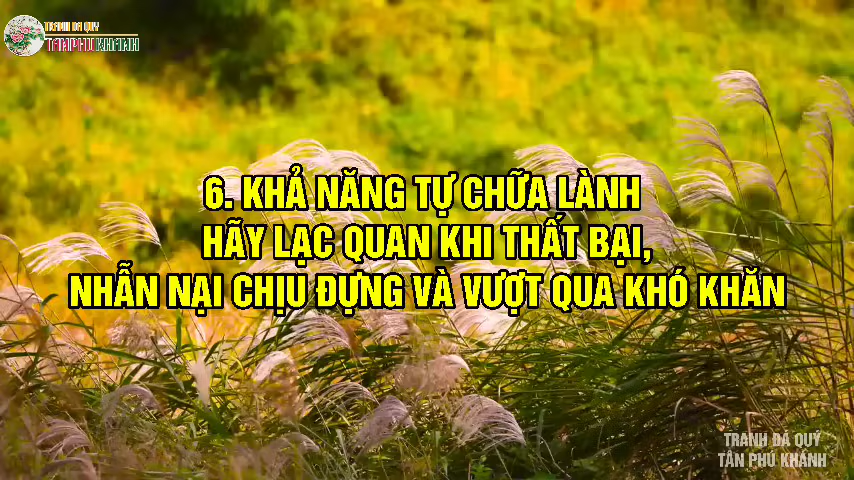 TRANH ĐÁ QUÝ
TÂN PHÚ KHÁNH
6. KHẢ NĂNG TỰ CHỮA LÀNH
HÃY LẠC QUAN KHI THẤT BẠI,
NHẪN NẠI CHỊU ĐỰNG VÀ VƯỢT QUA KHÓ KHĂN
TRANH ĐÁ QUÝ
TÂN PHÚ KHÁNH